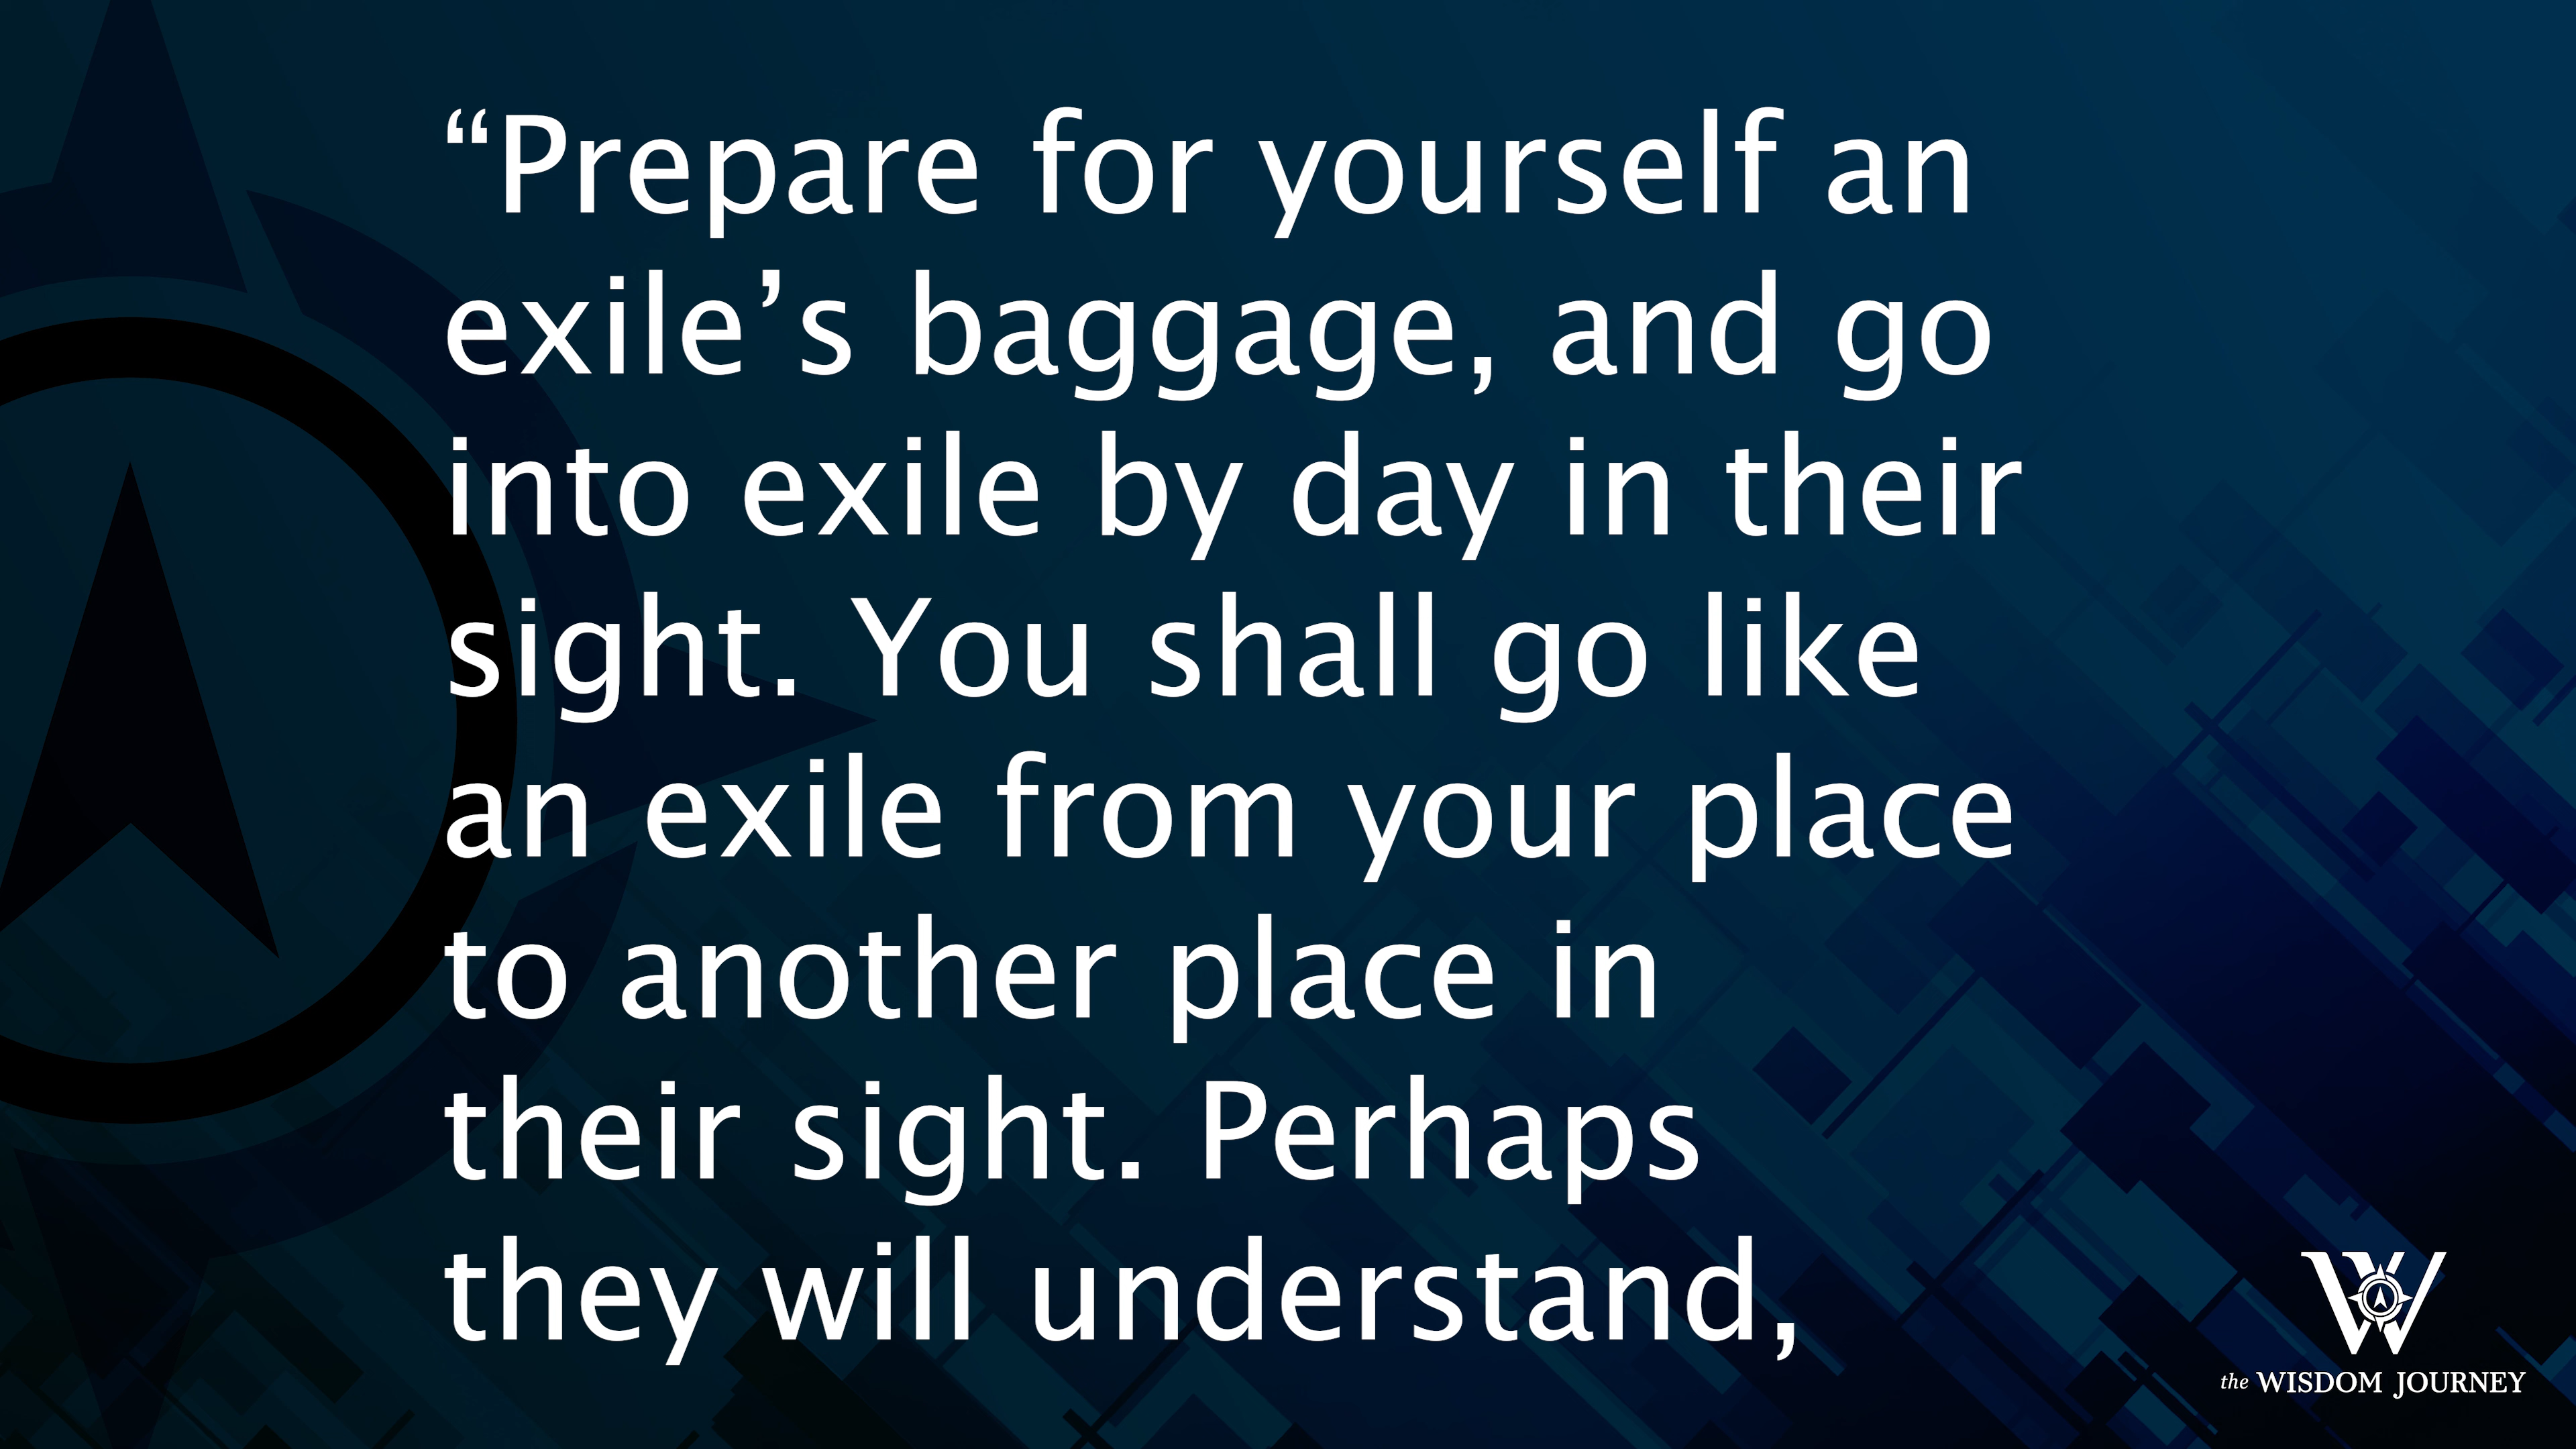 “Prepare for yourself an
exile’s baggage, and go
into exile by day in their
sight. You shall go like
an exile from your place
to another place in
their sight. Perhaps
they will understand,
W
the WISDOM JOURNEY